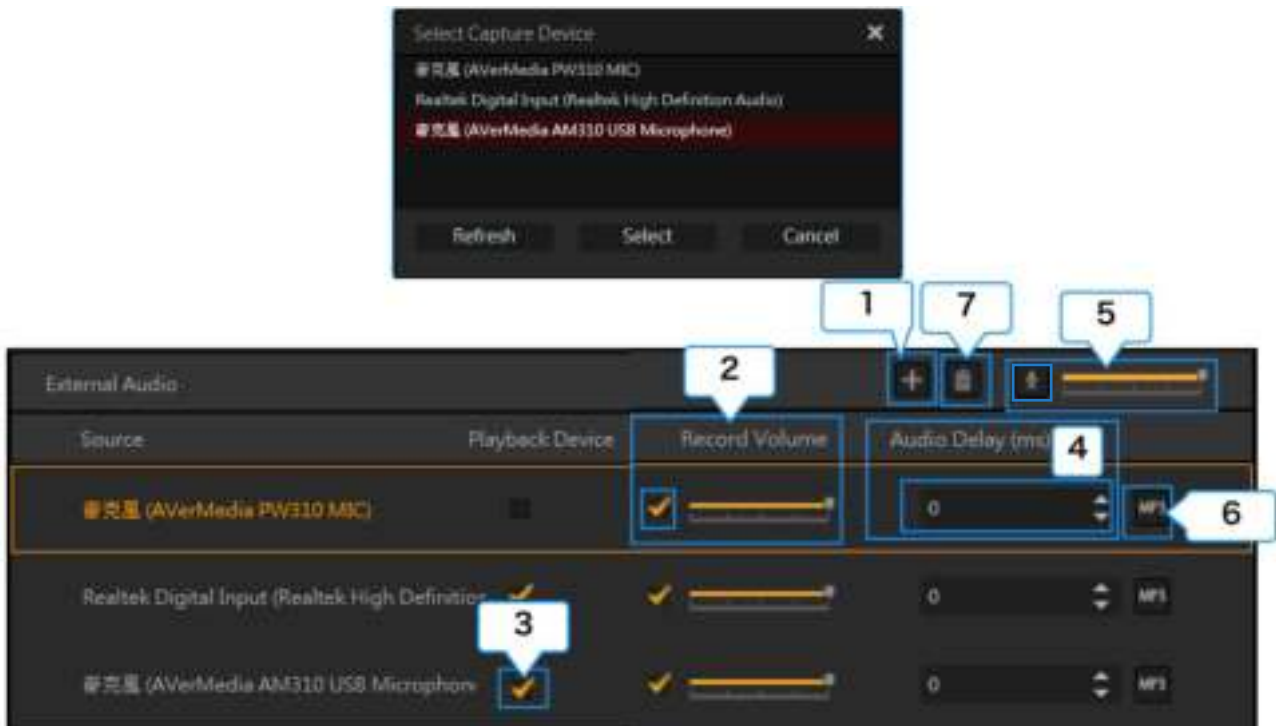 Select Capture Device
麥克風 (AVerMedia PW310 MIC)
Realtek Digital Input (Realtek High Definition Audio)
麥克風 (AVerMedia AM310 USB Microphone)
Refresh Select Cancel
1 7 5
External Audio 2
Source Playback Device Record Volume Audio Delay (ms) 4
麥克風 (AVerMedia PW310 MIC) 0 MP3 6
Realtek Digital Input (Realtek High Definition 0 MP3
3
麥克風 (AVerMedia AM310 USB Microphone 0 MP3